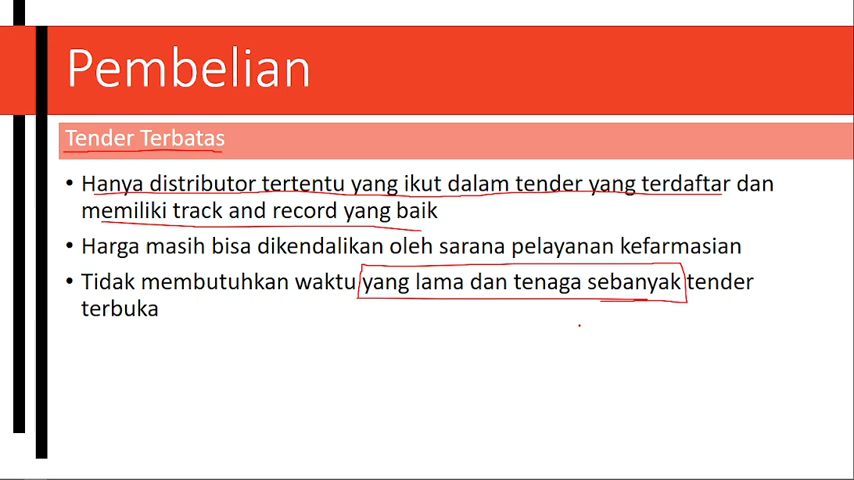 Pembelian
Tender Terbatas
• Hanya distributor tertentu yang ikut dalam tender yang terdaftar dan
memiliki track and record yang baik
• Harga masih bisa dikendalikan oleh sarana pelayanan kefarmasian
• Tidak membutuhkan waktu yang lama dan tenaga sebanyak tender
terbuka